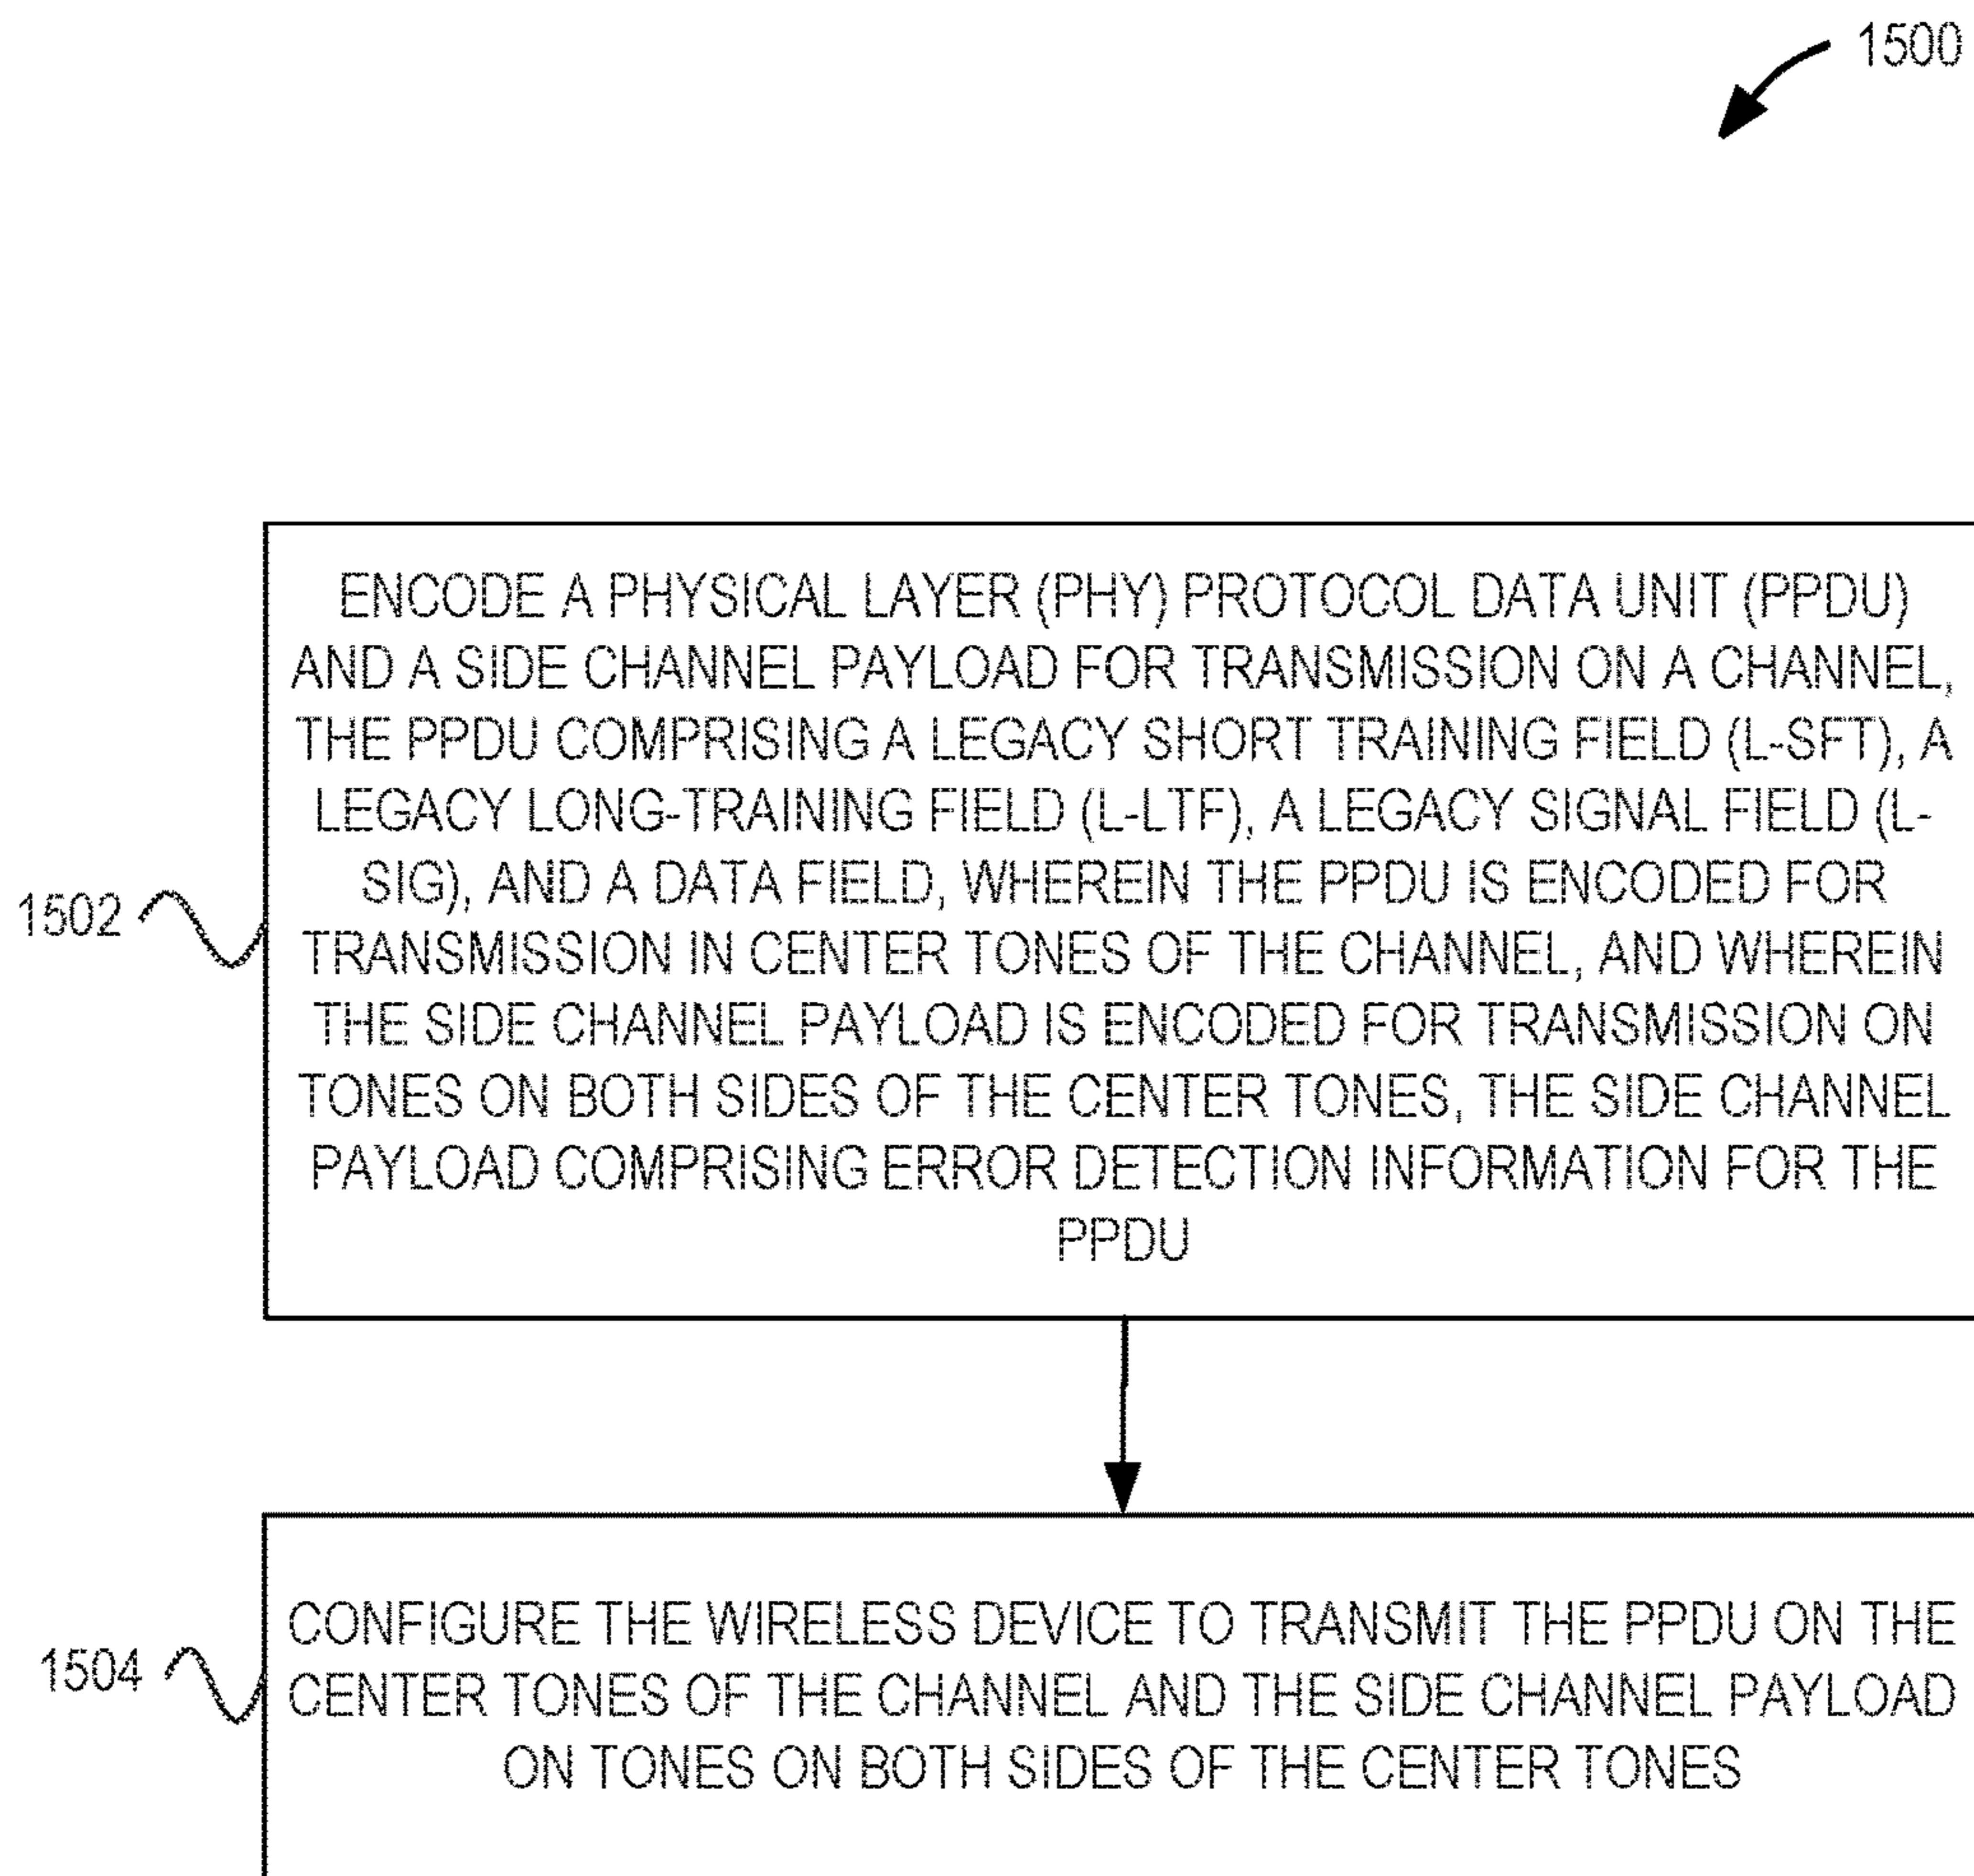 1500
ENCODE A PHYSICAL LAYER (PHY) PROTOCOL DATA UNIT (PPDU)
AND A SIDE CHANNEL PAYLOAD FOR TRANSMISSION ON A CHANNEL,
THE PPDU COMPRISING A LEGACY SHORT TRAINING FIELD (L-SFT), A
LEGACY LONG-TRAINING FIELD (L-LTF), A LEGACY SIGNAL FIELD (L-
SIG), AND A DATA FIELD, WHEREIN THE PPDU IS ENCODED FOR
1502
TRANSMISSION IN CENTER TONES OF THE CHANNEL, AND WHEREIN
THE SIDE CHANNEL PAYLOAD IS ENCODED FOR TRANSMISSION ON
TONES ON BOTH SIDES OF THE CENTER TONES, THE SIDE CHANNEL
PAYLOAD COMPRISING ERROR DETECTION INFORMATION FOR THE
PPDU
CONFIGURE THE WIRELESS DEVICE TO TRANSMIT THE PPDU ON THE
1504
CENTER TONES OF THE CHANNEL AND THE SIDE CHANNEL PAYLOAD
ON TONES ON BOTH SIDES OF THE CENTER TONES